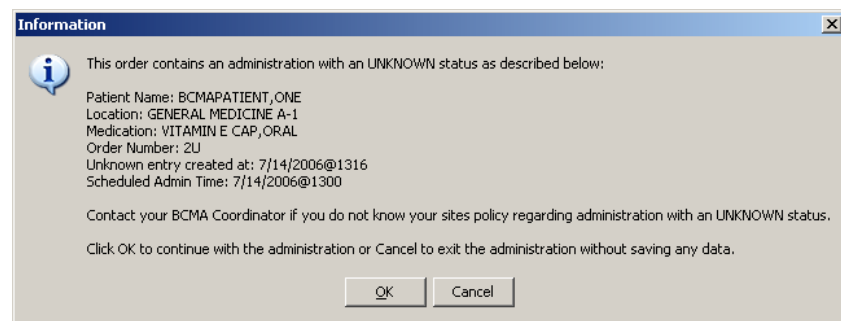 Information
This order contains an administration with an UNKNOWN status as described below:
Patient Name: BCMAPATIENT,ONE
Location: GENERAL MEDICINE A-1
Medication: VITAMIN E CAP,ORAL
Order Number: 2U
Unknown entry created at: 7/14/2006@1316
Scheduled Admin Time: 7/14/2006@1300
Contact your BCMA Coordinator if you do not know your sites policy regarding administration with an UNKNOWN status.
Click OK to continue with the administration or Cancel to exit the administration without saving any data.
OK Cancel